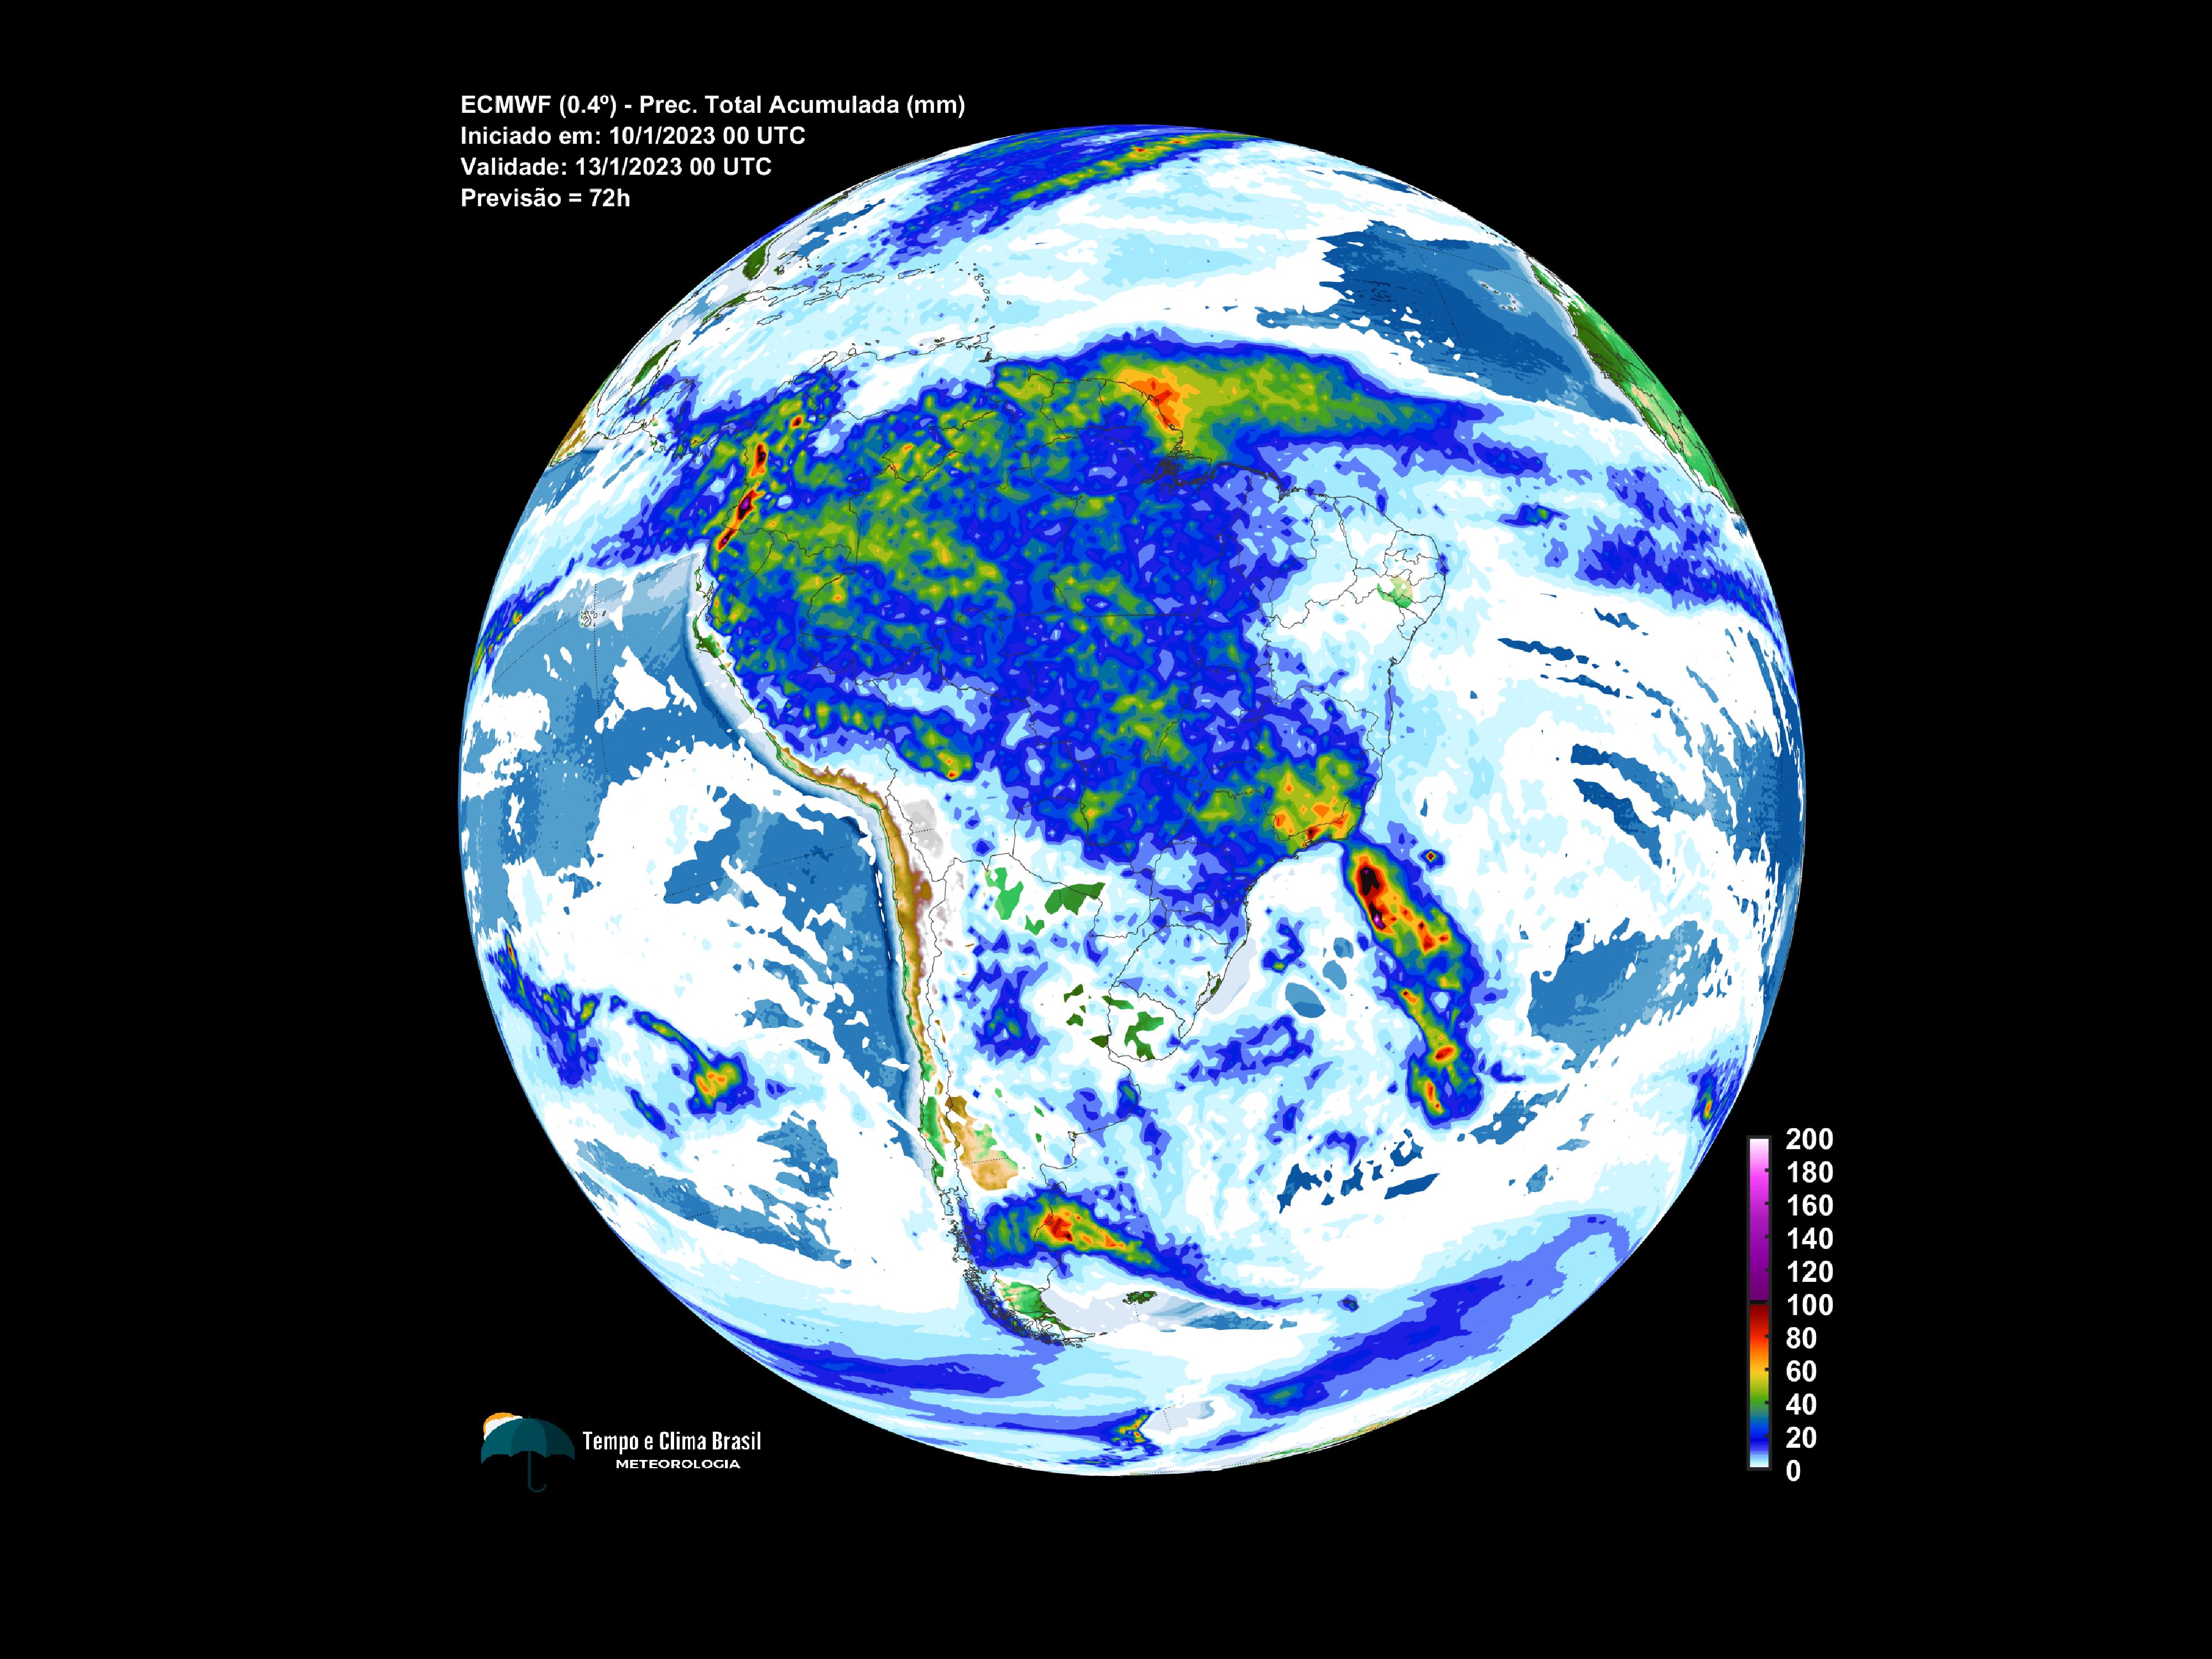 ECMWF (0.4º) - Prec. Total Acumulada (mm)
Iniciado em: 10/1/2023 00 UTC
Validade: 13/1/2023 00 UTC
Previsão = 72h
200
180
160
140
120
100
80
60
40
20
0
Tempo e Clima Brasil
METEOROLOGIA